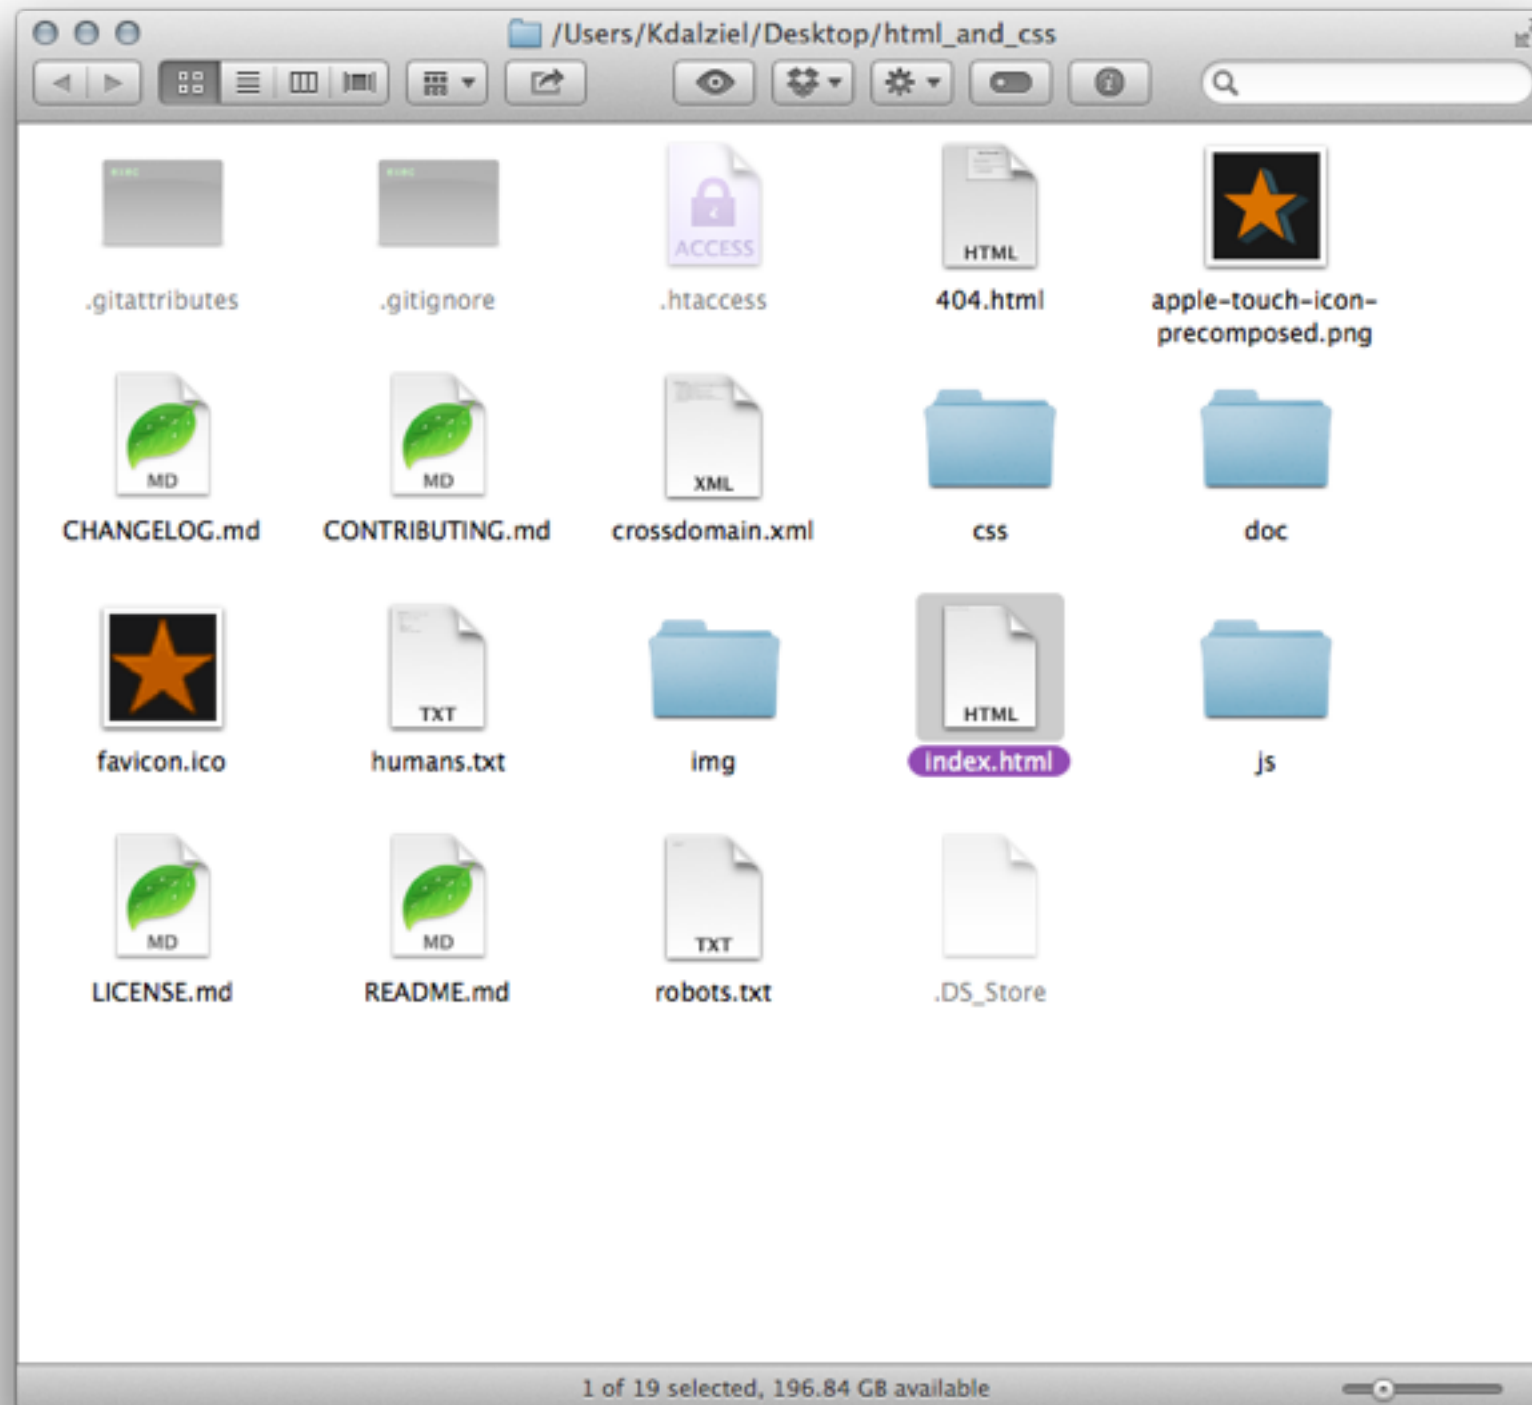 /Users/Kdalziel/Desktop/html_and_css
ACCESS
HTML
.gitattributes
.gitignore
.htaccess
404.html
apple-touch-icon-
precomposed.png
MD
MD
XML
CHANGELOG.md
CONTRIBUTING.md
crossdomain.xml
css
doc
TXT
HTML
favicon.ico
humans.txt
img
index.html
js
MD
MD
TXT
LICENSE.md
README.md
robots.txt
.DS_Store
1 of 19 selected, 196.84 GB available